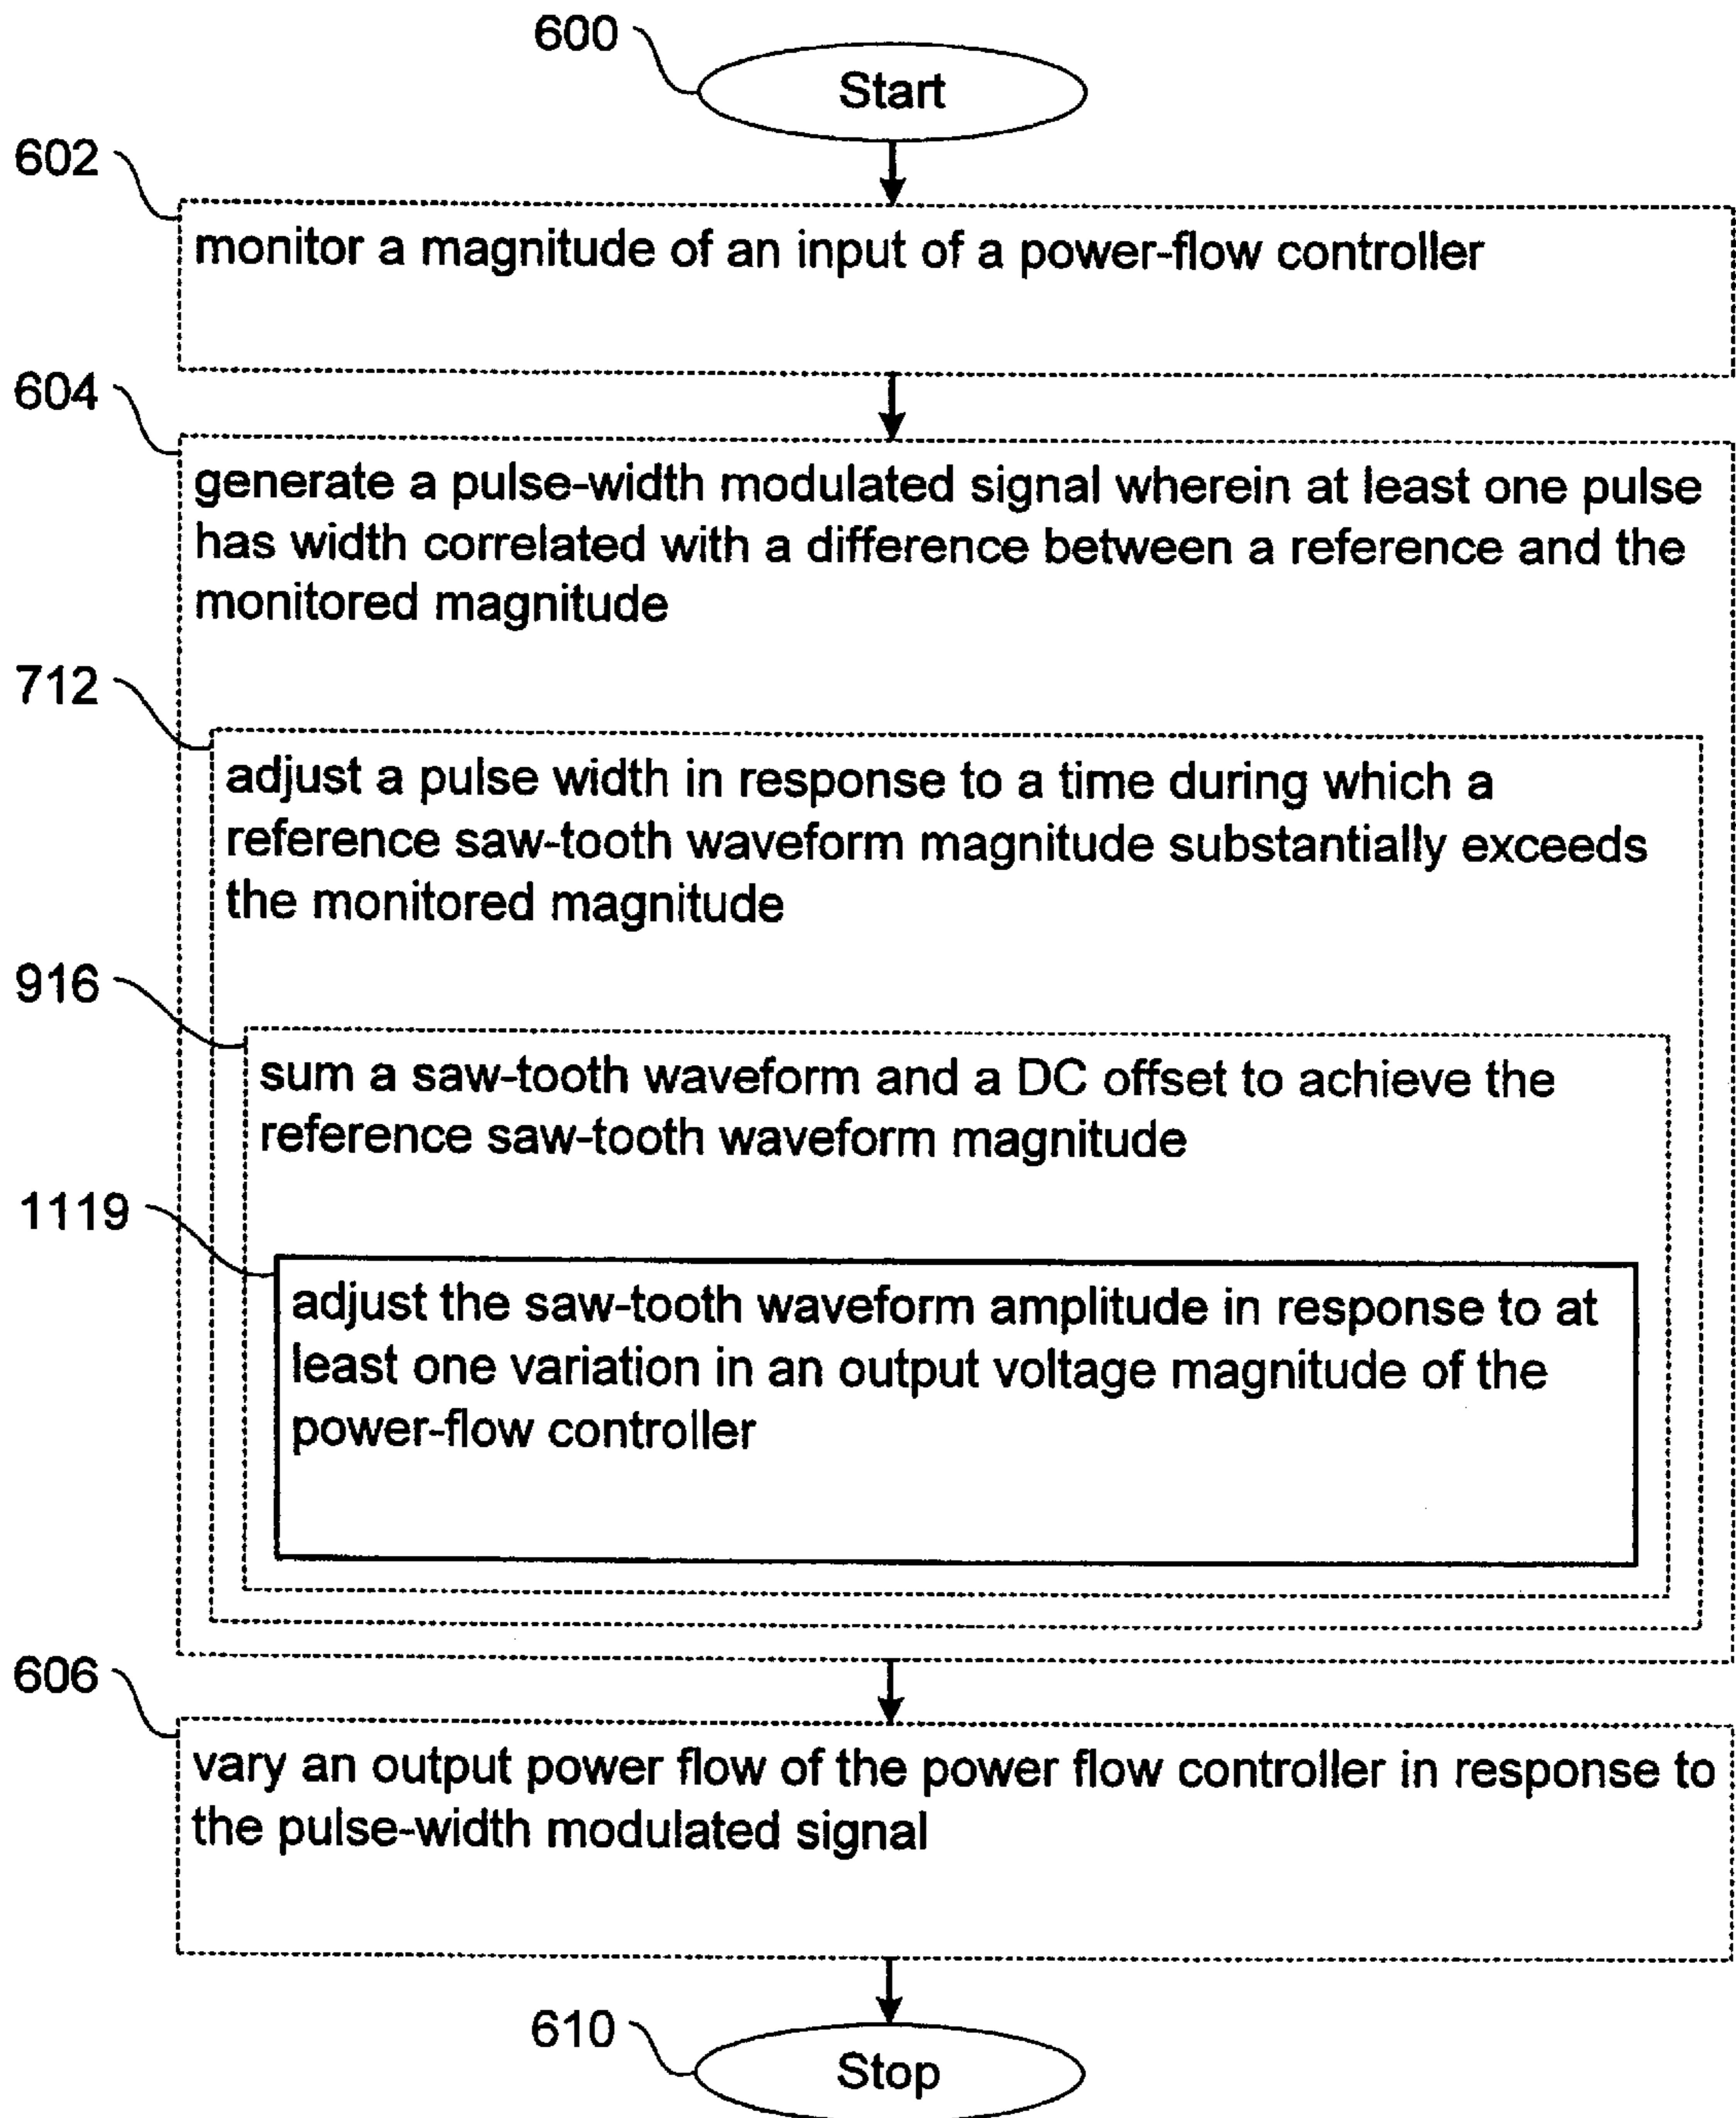 600
Start
602
monitor a magnitude of an input of a power-flow controller
604
generate a pulse-width modulated signal wherein at least one pulse
has width correlated with a difference between a reference and the
monitored magnitude
712
adjust a pulse width in response to a time during which a
reference saw-tooth waveform magnitude substantially exceeds
the monitored magnitude
916
sum a saw-tooth waveform and a DC offset to achieve the
reference saw-tooth waveform magnitude
1119
adjust the saw-tooth waveform amplitude in response to at
least one variation in an output voltage magnitude of the
power-flow controller
606
vary an output power flow of the power flow controller in response to
the pulse-width modulated signal
610
Stop